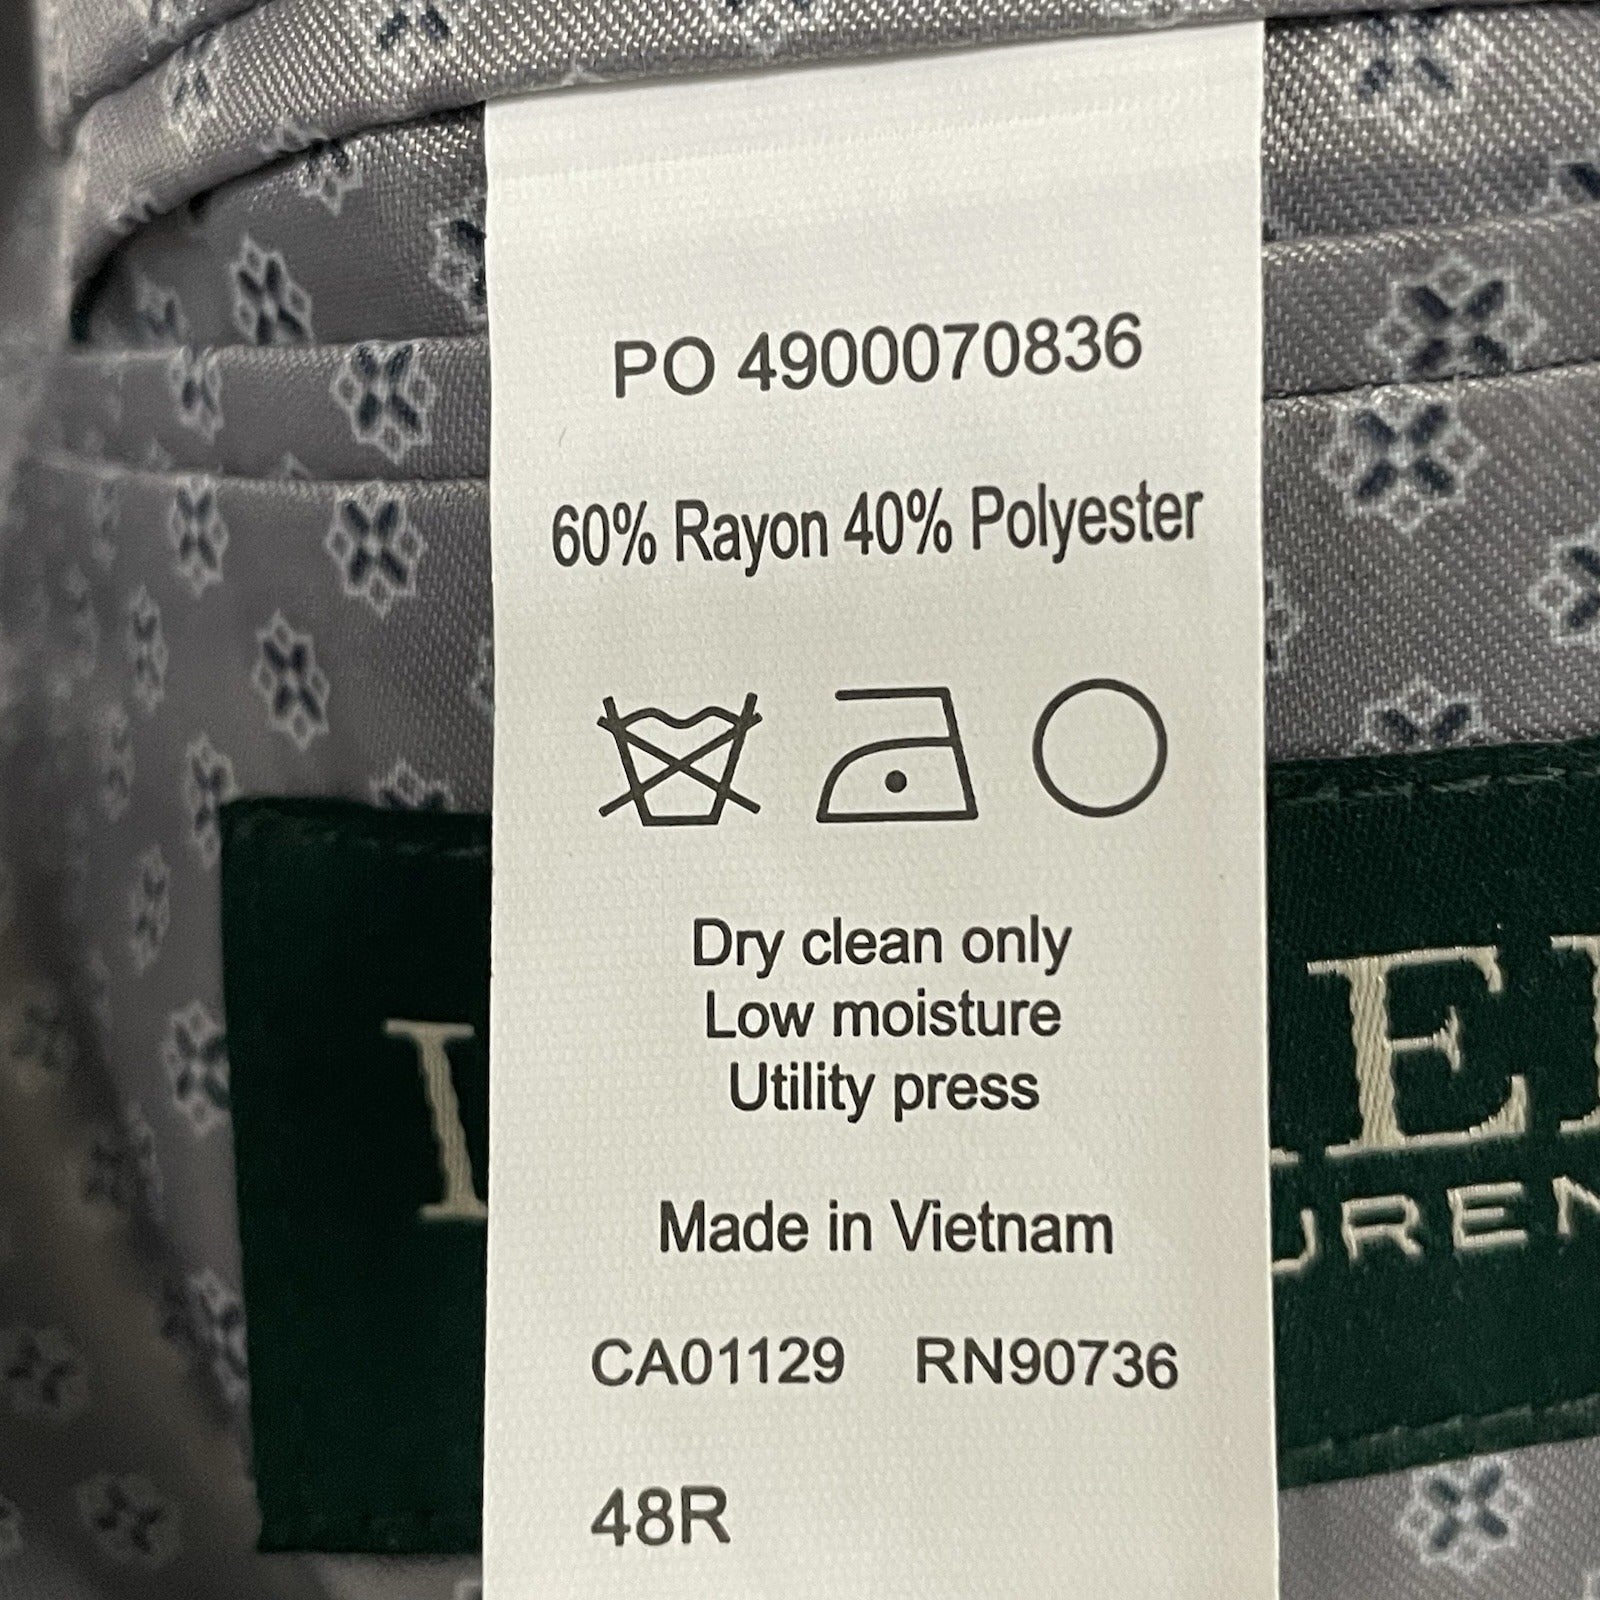 PO 4900070836
60% Rayon 40% Polyester
Dry clean only
Low moisture
Utility press
Made in Vietnam
CA01129 RN90736
48R